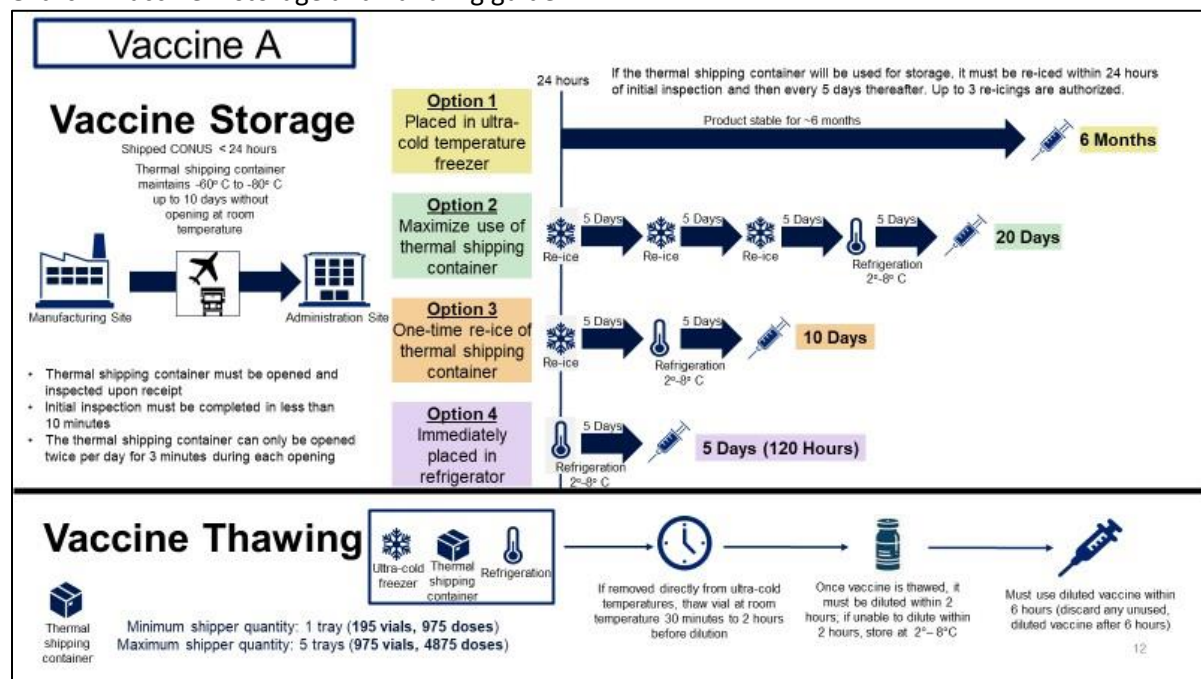 Vaccine A
Vaccine Storage
Shipped CONUS < 24 hours
Thermal shipping container
maintains -60º C to -80º C
up to 10 days without
opening at room
temperature
Manufacturing Site
Administration Site
• Thermal shipping container must be opened and
inspected upon receipt
• Initial inspection must be completed in less than
10 minutes
• The thermal shipping container can only be opened
twice per day for 3 minutes during each opening
24 hours
If the thermal shipping container will be used for storage, it must be re-iced within 24 hours
of initial inspection and then every 5 days thereafter. Up to 3 re-icings are authorized.
Option 1
Placed in ultra-
cold temperature
freezer
Product stable for ~6 months
6 Months
Option 2
Maximize use of
thermal shipping
container
5 Days
5 Days
5 Days
5 Days
Re-ice
Re-ice
Re-ice
Refrigeration
2º-8º C
20 Days
Option 3
One-time re-ice of
thermal shipping
container
5 Days
5 Days
Re-ice
Refrigeration
2º-8º C
10 Days
Option 4
Immediately
placed in
refrigerator
5 Days
Refrigeration
2º-8º C
5 Days (120 Hours)
Vaccine Thawing
Ultra-cold
freezer
Thermal
shipping
container
Refrigeration
Thermal
shipping
container
Minimum shipper quantity: 1 tray (195 vials, 975 doses)
Maximum shipper quantity: 5 trays (975 vials, 4875 doses)
If removed directly from ultra-cold
temperatures, thaw vial at room
temperature 30 minutes to 2 hours
before dilution
Once vaccine is thawed, it
must be diluted within 2
hours; if unable to dilute within
2 hours, store at 2°– 8°C
Must use diluted vaccine within
6 hours (discard any unused,
diluted vaccine after 6 hours)
12